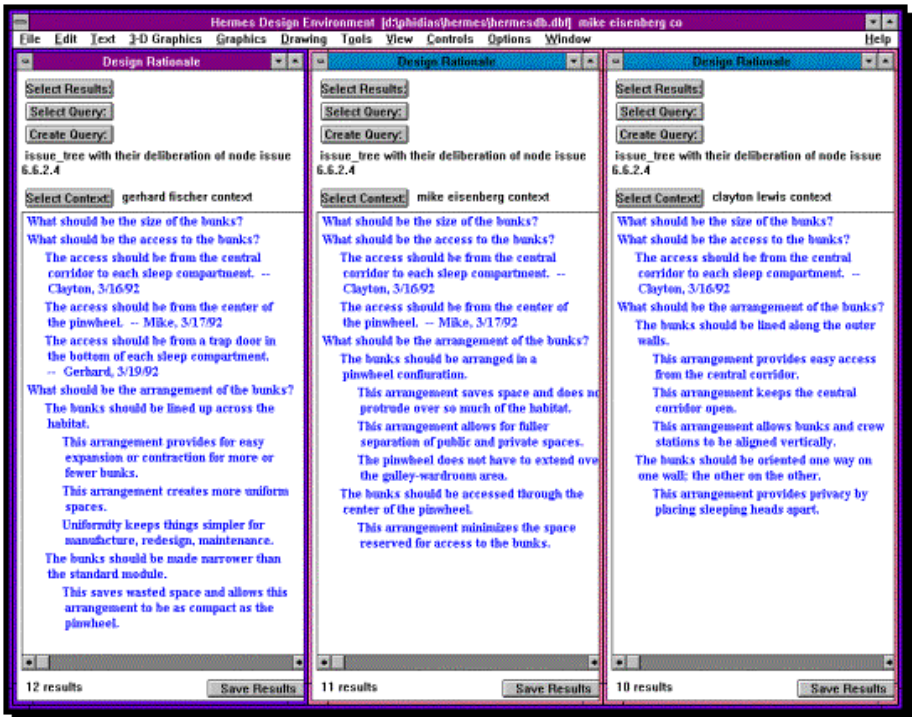 Hermes Design Environment [d:\phidias\hermes\hermesdb.dbf] mike eisenberg co
File Edit Text 3-D Graphics Graphics Drawing Tools View Controls Options Window Help
Design Rationale
Select Results:
Select Query:
Create Query:
issue_tree with their deliberation of node issue
6.6.2.4
Select Context: gerhard fischer context
What should be the size of the bunks?
What should be the access to the bunks?
The access should be from the central
corridor to each sleep compartment. --
Clayton, 3/16/92
The access should be from the center of
the pinwheel. -- Mike, 3/17/92
The access should be from a trap door in
the bottom of each sleep compartment.
-- Gerhard, 3/19/92
What should be the arrangement of the bunks?
The bunks should be lined up across the
habitat.
This arrangement provides for easy
expansion or contraction for more or
fewer bunks.
This arrangement creates more uniform
spaces.
Uniformity keeps things simpler for
manufacture, redesign, maintenance.
The bunks should be made narrower than
the standard module.
This saves wasted space and allows this
arrangement to be as compact as the
pinwheel.
12 results
Save Results
Design Rationale
Select Results:
Select Query:
Create Query:
issue_tree with their deliberation of node issue
6.6.2.4
Select Context: mike eisenberg context
What should be the size of the bunks?
What should be the access to the bunks?
The access should be from the central
corridor to each sleep compartment. --
Clayton, 3/16/92
The access should be from the center of
the pinwheel. -- Mike, 3/17/92
What should be the arrangement of the bunks?
The bunks should be arranged in a
pinwheel confiuration.
This arrangement saves space and does no
protrude over so much of the habitat.
This arrangement allows for fuller
separation of public and private spaces.
The pinwheel does not have to extend ove
the galley-wardroom area.
The bunks should be accessed through the
center of the pinwheel.
This arrangement minimizes the space
reserved for access to the bunks.
11 results
Save Results
Design Rationale
Select Results:
Select Query:
Create Query:
issue_tree with their deliberation of node issue
6.6.2.4
Select Context: clayton lewis context
What should be the size of the bunks?
What should be the access to the bunks?
The access should be from the central
corridor to each sleep compartment. --
Clayton, 3/16/92
What should be the arrangement of the bunks?
The bunks should be lined along the outer
walls.
This arrangement provides easy access
from the central corridor.
This arrangement keeps the central
corridor open.
This arrangement allows bunks and crew
stations to be aligned vertically.
The bunks should be oriented one way on
one wall; the other on the other.
This arrangement provides privacy by
placing sleeping heads apart.
10 results
Save Results